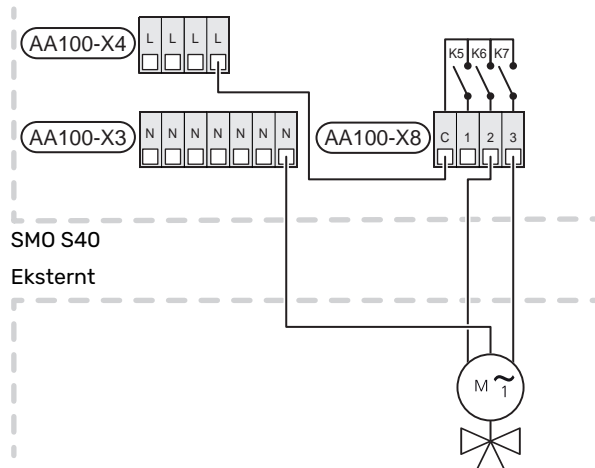 AA100-X4
L L L L
K5 K6 K7
AA100-X3
N N N N N N N
AA100-X8
C 1 2 3
SMO S40
Eksternt
M ~ 1